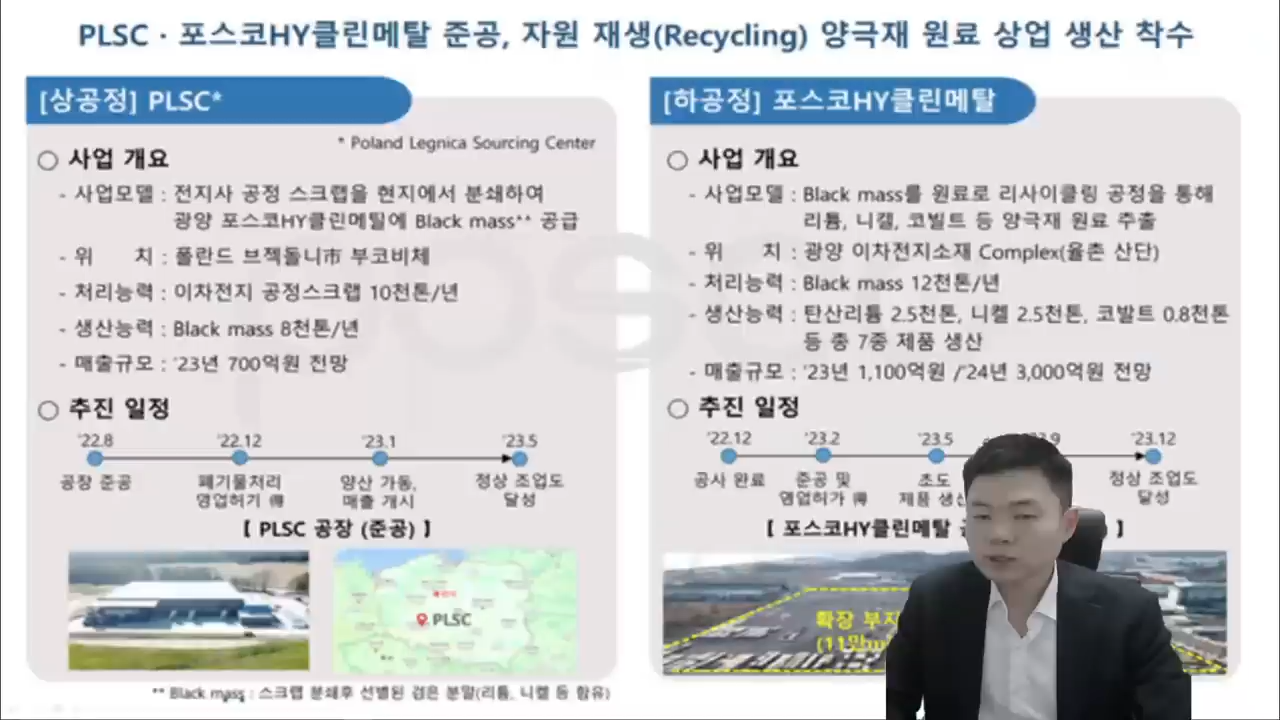 PLSC · 포스코HY클린메탈 준공, 자원 재생(Recycling) 양극재 원료 상업 생산 착수
[상공정] PLSC*
* Poland Legnica Sourcing Center
○ 사업 개요
- 사업모델 : 전지사 공정 스크랩을 현지에서 분쇄하여
광양 포스코HY클린메탈에 Black mass** 공급
- 위 치 : 폴란드 브젝돌니市 부코비체
- 처리능력 : 이차전지 공정스크랩 10천톤/년
- 생산능력 : Black mass 8천톤/년
- 매출규모 : '23년 700억원 전망
○ 추진 일정
'22.8 '22.12 '23.1 '23.5
공장 준공 폐기물처리 양산 가동, 정상 조업도
영업허가 得 매출 개시 달성
【 PLSC 공장 (준공) 】
PLSC
** Black mass : 스크랩 분쇄후 선별된 검은 분말(리튬, 니켈 등 함유)
[하공정] 포스코HY클린메탈
○ 사업 개요
- 사업모델 : Black mass를 원료로 리사이클링 공정을 통해
리튬, 니켈, 코발트 등 양극재 원료 추출
- 위 치 : 광양 이차전지소재 Complex(율촌 산단)
- 처리능력 : Black mass 12천톤/년
- 생산능력 : 탄산리튬 2.5천톤, 니켈 2.5천톤, 코발트 0.8천톤
등 총 7종 제품 생산
- 매출규모 : '23년 1,100억원 /'24년 3,000억원 전망
○ 추진 일정
'22.12 '23.2 '23.5 '23.12
공사 완료 준공 및 초도 정상 조업도
영업허가 得 제품 생산 달성
【 포스코HY클린메탈 】
확장 부지
(11만㎡
posco